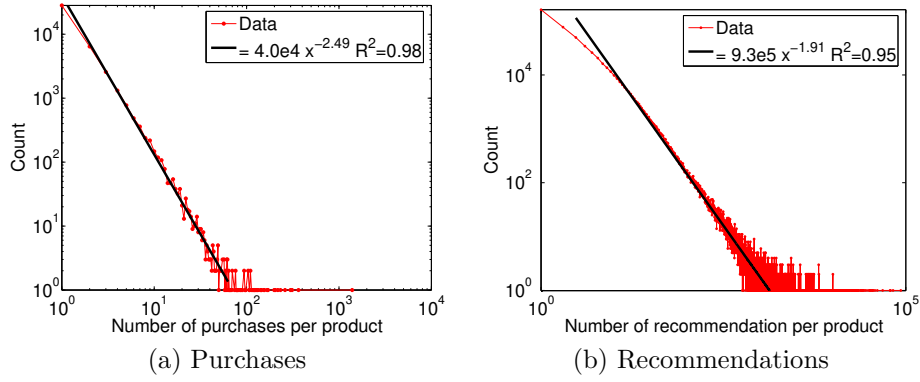 10^4
10^3
10^2
10^1
10^0
Count
Data
= 4.0e4 x^−2.49 R^2=0.98
10^0
10^1
10^2
10^3
10^4
Number of purchases per product
(a) Purchases
10^4
10^2
10^0
Count
Data
= 9.3e5 x^−1.91 R^2=0.95
10^0
10^5
Number of recommendation per product
(b) Recommendations